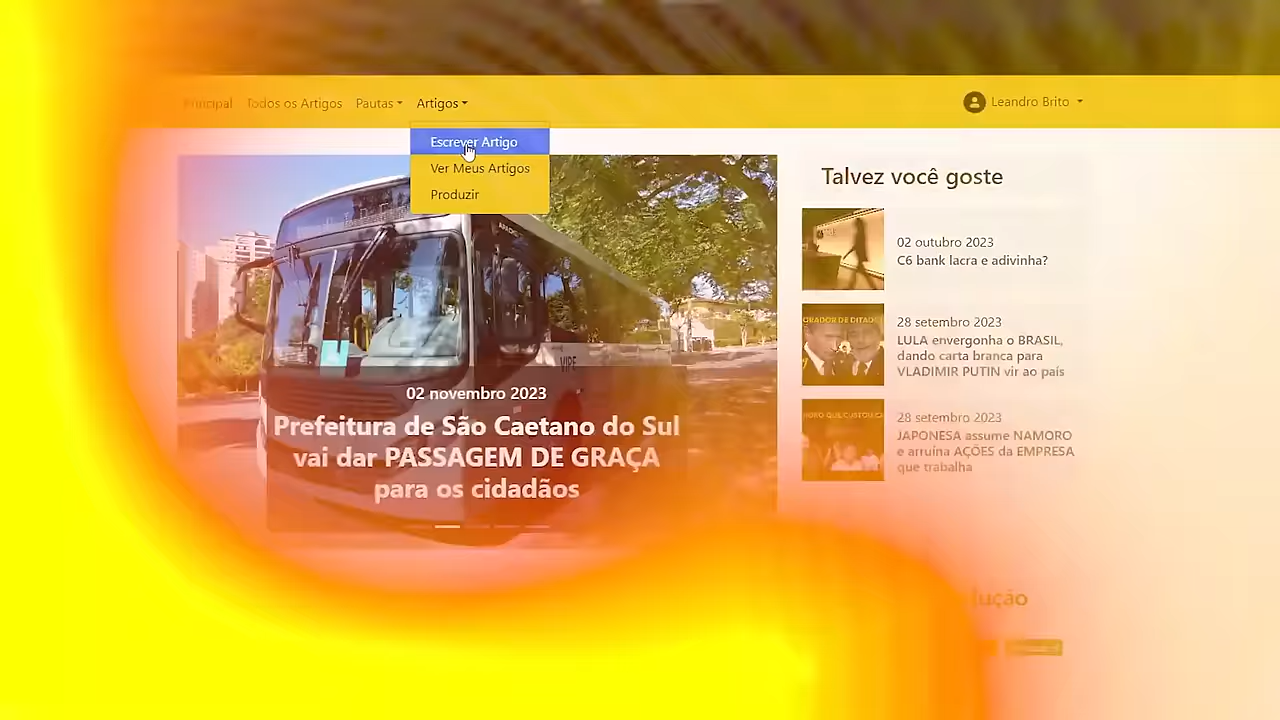 Principal Todos os Artigos Pautas Artigos Leandro Brito
Escrever Artigo
Ver Meus Artigos
Produzir
VIPE
02 novembro 2023
Prefeitura de São Caetano do Sul
vai dar PASSAGEM DE GRAÇA
para os cidadãos
Talvez você goste
02 outubro 2023
C6 bank lacra e adivinha?
28 setembro 2023
LULA envergonha o BRASIL,
dando carta branca para
VLADIMIR PUTIN vir ao país
28 setembro 2023
JAPONESA assume NAMORO
e arruína AÇÕES da EMPRESA
que trabalha